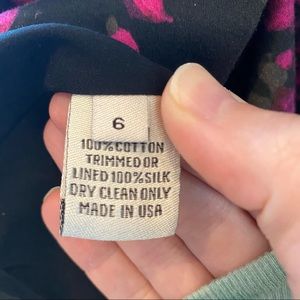 6
100% COTTON
TRIMMED OR
LINED 100% SILK
DRY CLEAN ONLY
MADE IN USA